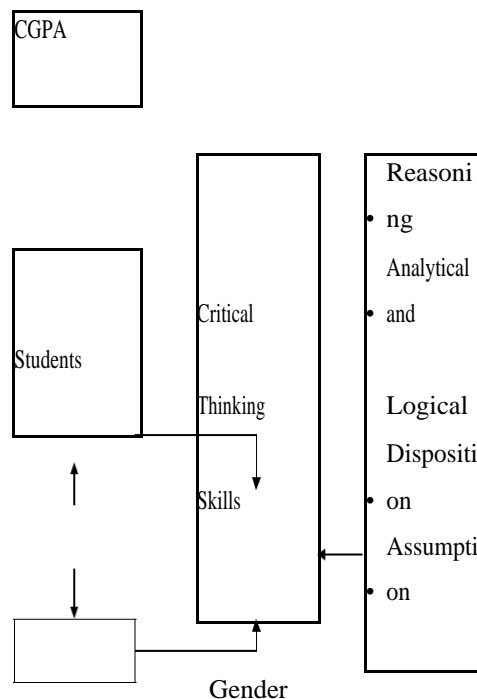 CGPA
Students
Critical
Thinking
Skills
Reasoni
• ng
Analytical
• and
Logical
Dispositi
• on
Assumpti
• on
Gender